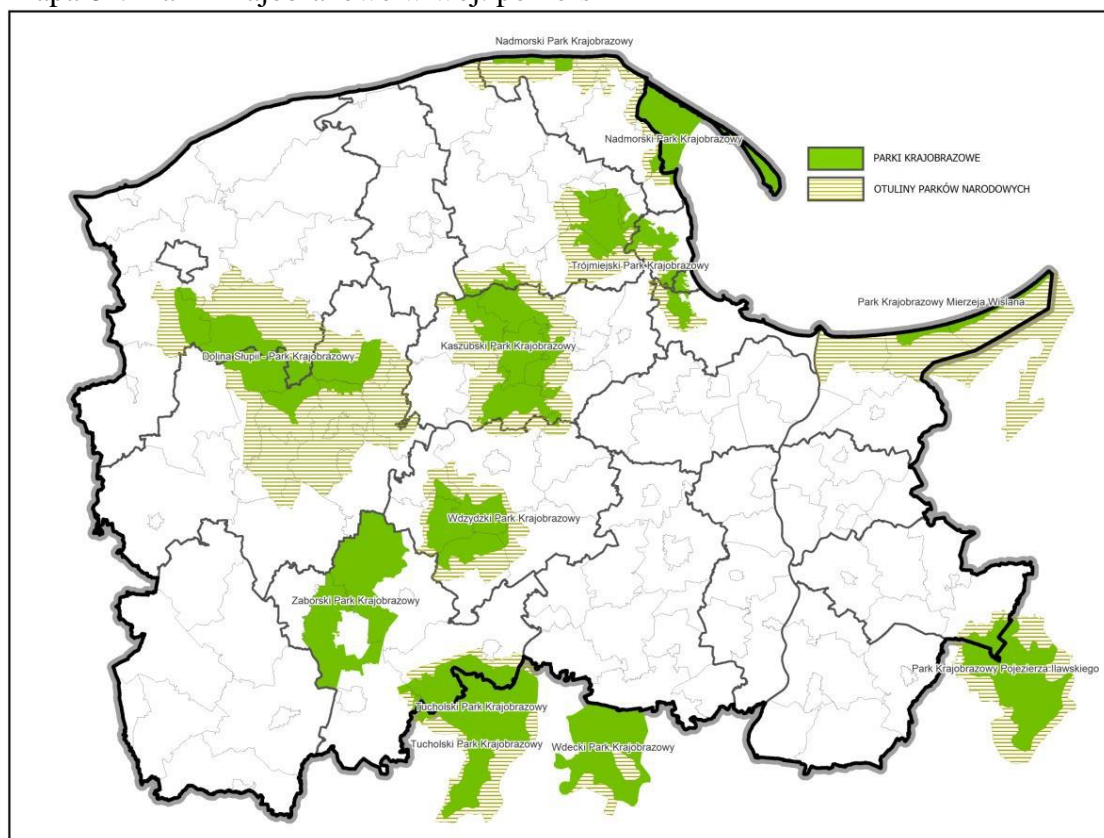 Nadmorski Park Krajobrazowy
Nadmorski Park Krajobrazowy
PARKI KRAJOBRAZOWE
OTULINY PARKÓW NARODOWYCH
Trójmiejski Park Krajobrazowy
Park Krajobrazowy Mierzeja Wiślana
Kaszubski Park Krajobrazowy
Dolina Słupii - Park Krajobrazowy
Wdzydzki Park Krajobrazowy
Zaborski Park Krajobrazowy
Park Krajobrazowy Pojezierza Iławskiego
Tucholski Park Krajobrazowy
Tucholski Park Krajobrazowy
Wdecki Park Krajobrazowy